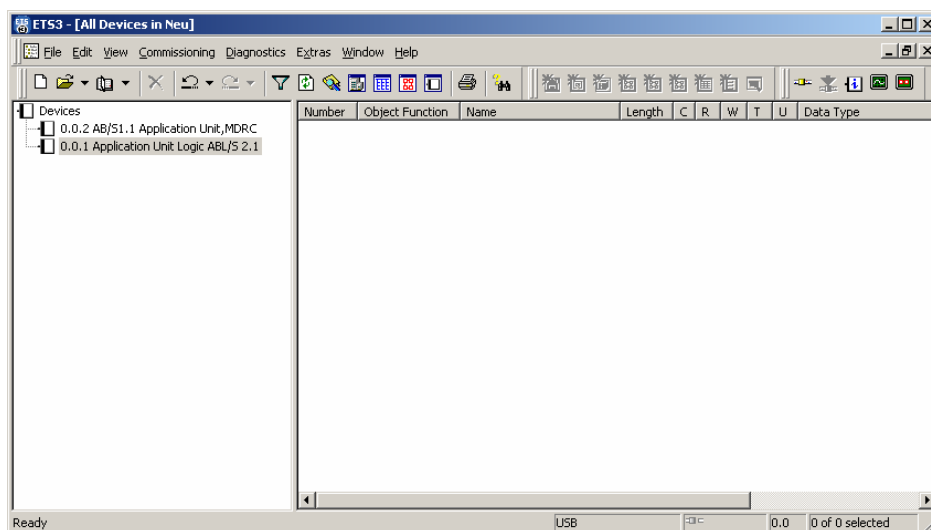 ETS3 - [All Devices in Neu]
File Edit View Commissioning Diagnostics Extras Window Help
Devices
0.0.2 AB/S1.1 Application Unit,MDRC
0.0.1 Application Unit Logic ABL/S 2.1
Number Object Function Name Length C R W T U Data Type
Ready USB 0.0 0 of 0 selected